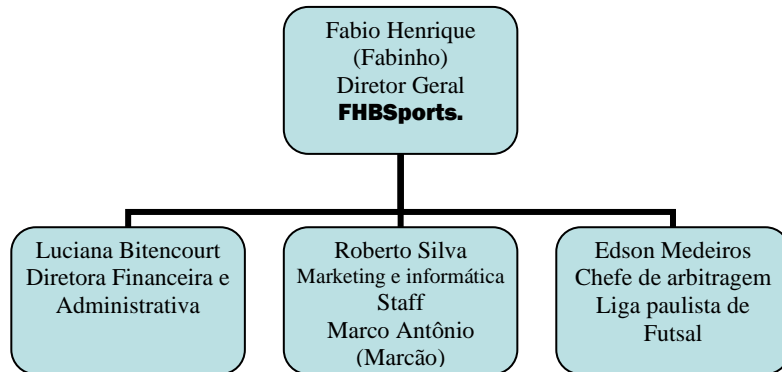 Fabio Henrique
(Fabinho)
Diretor Geral
FHBSports.
Luciana Bitencourt
Diretora Financeira e
Administrativa
Roberto Silva
Marketing e informática
Staff
Marco Antônio
(Marcão)
Edson Medeiros
Chefe de arbitragem
Liga paulista de
Futsal